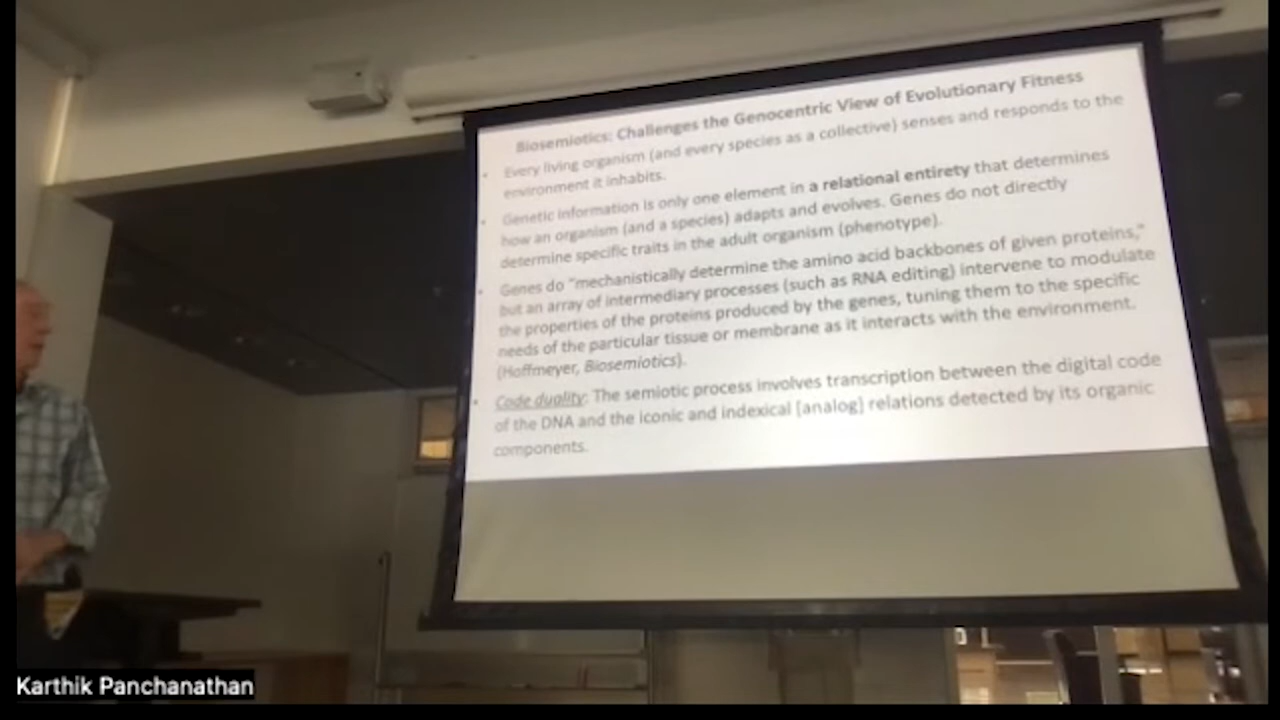 Biosemiotics: Challenges the Genocentric View of Evolutionary Fitness
• Every living organism (and every species as a collective) senses and responds to the
environment it inhabits.
• Genetic information is only one element in a relational entirety that determines
how an organism (and a species) adapts and evolves. Genes do not directly
determine specific traits in the adult organism (phenotype).
• Genes do "mechanistically determine the amino acid backbones of given proteins,"
but an array of intermediary processes (such as RNA editing) intervene to modulate
the properties of the proteins produced by the genes, tuning them to the specific
needs of the particular tissue or membrane as it interacts with the environment.
(Hoffmeyer, Biosemiotics).
• Code duality: The semiotic process involves transcription between the digital code
of the DNA and the iconic and indexical [analog] relations detected by its organic
components.
Karthik Panchanathan